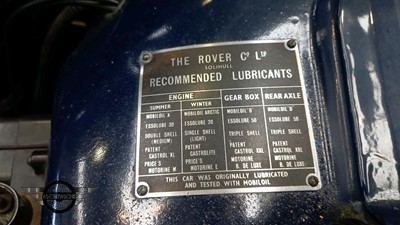 THE ROVER Co LTD
SOLIHULL
RECOMMENDED LUBRICANTS
ENGINE GEAR BOX REAR AXLE
SUMMER WINTER
MOBILOIL A MOBILOIL ARCTIC MOBILOIL D MOBILOIL D
ESSOLUBE 30 ESSOLUBE 20 ESSOLUBE 50 ESSOLUBE 50
DOUBLE SHELL (MEDIUM) SINGLE SHELL (LIGHT) TRIPLE SHELL TRIPLE SHELL
PATENT CASTROL XL PATENT CASTROLITE PATENT CASTROL XXL PATENT CASTROL XXL
PRICE'S MOTORINE M PRICE'S MOTORINE E MOTORINE B. DE LUXE MOTORINE B. DE LUXE
THIS CAR WAS ORIGINALLY LUBRICATED
AND TESTED WITH MOBILOIL